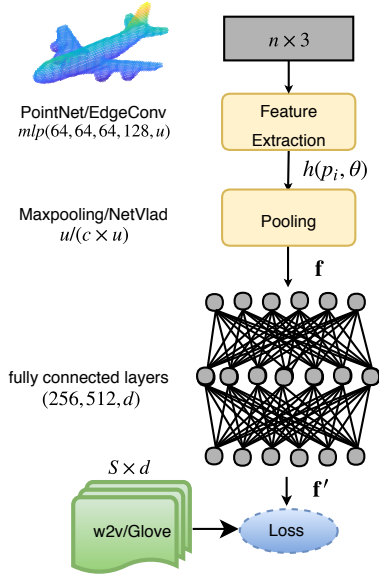 n × 3
PointNet/EdgeConv
mlp(64, 64, 64, 128, u)
Feature
Extraction
h(pᵢ, θ)
Maxpooling/NetVlad
u/(c × u)
Pooling
f
fully connected layers
(256, 512, d)
S × d
f′
w2v/Glove
Loss